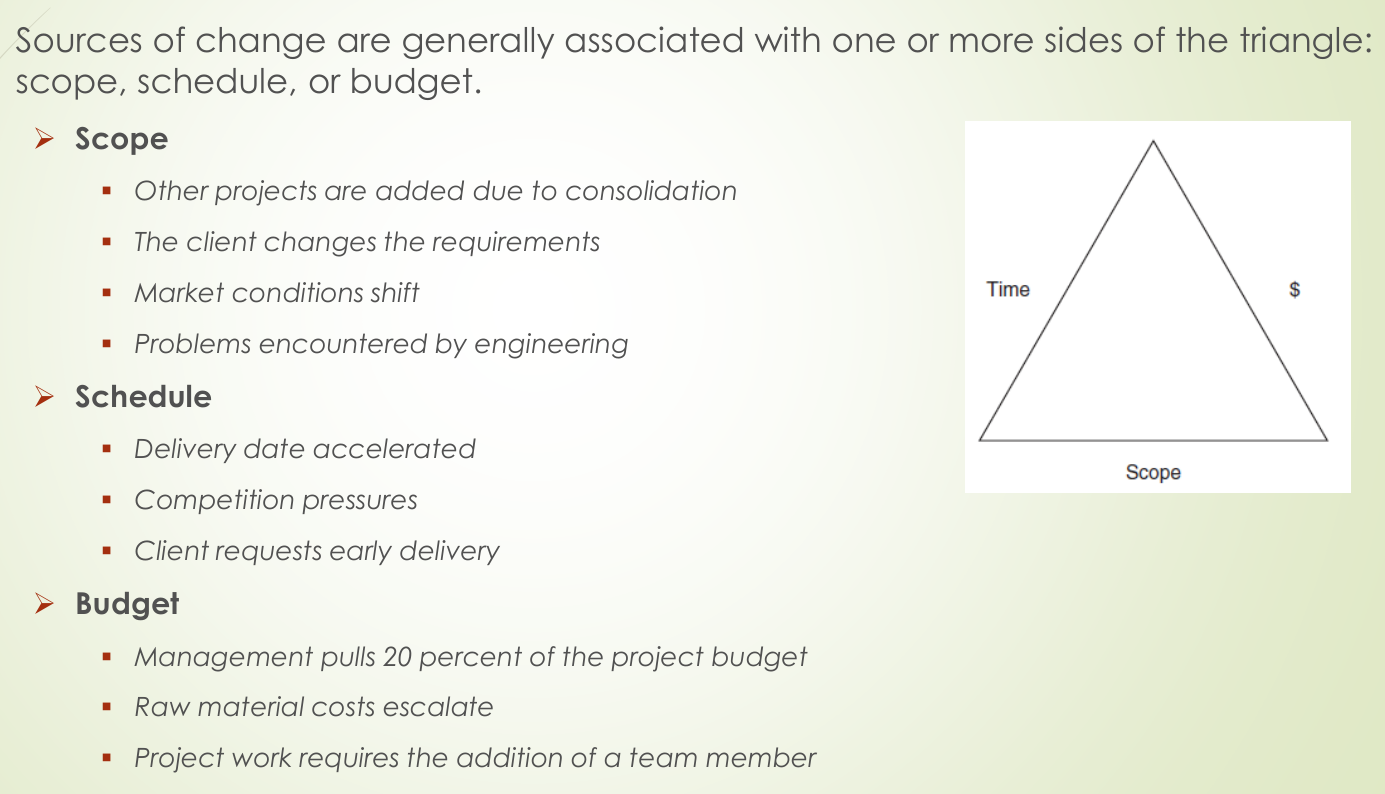 Sources of change are generally associated with one or more sides of the triangle:
scope, schedule, or budget.
Scope
Other projects are added due to consolidation
The client changes the requirements
Market conditions shift
Problems encountered by engineering
Schedule
Delivery date accelerated
Competition pressures
Client requests early delivery
Budget
Management pulls 20 percent of the project budget
Raw material costs escalate
Project work requires the addition of a team member
Time
$
Scope